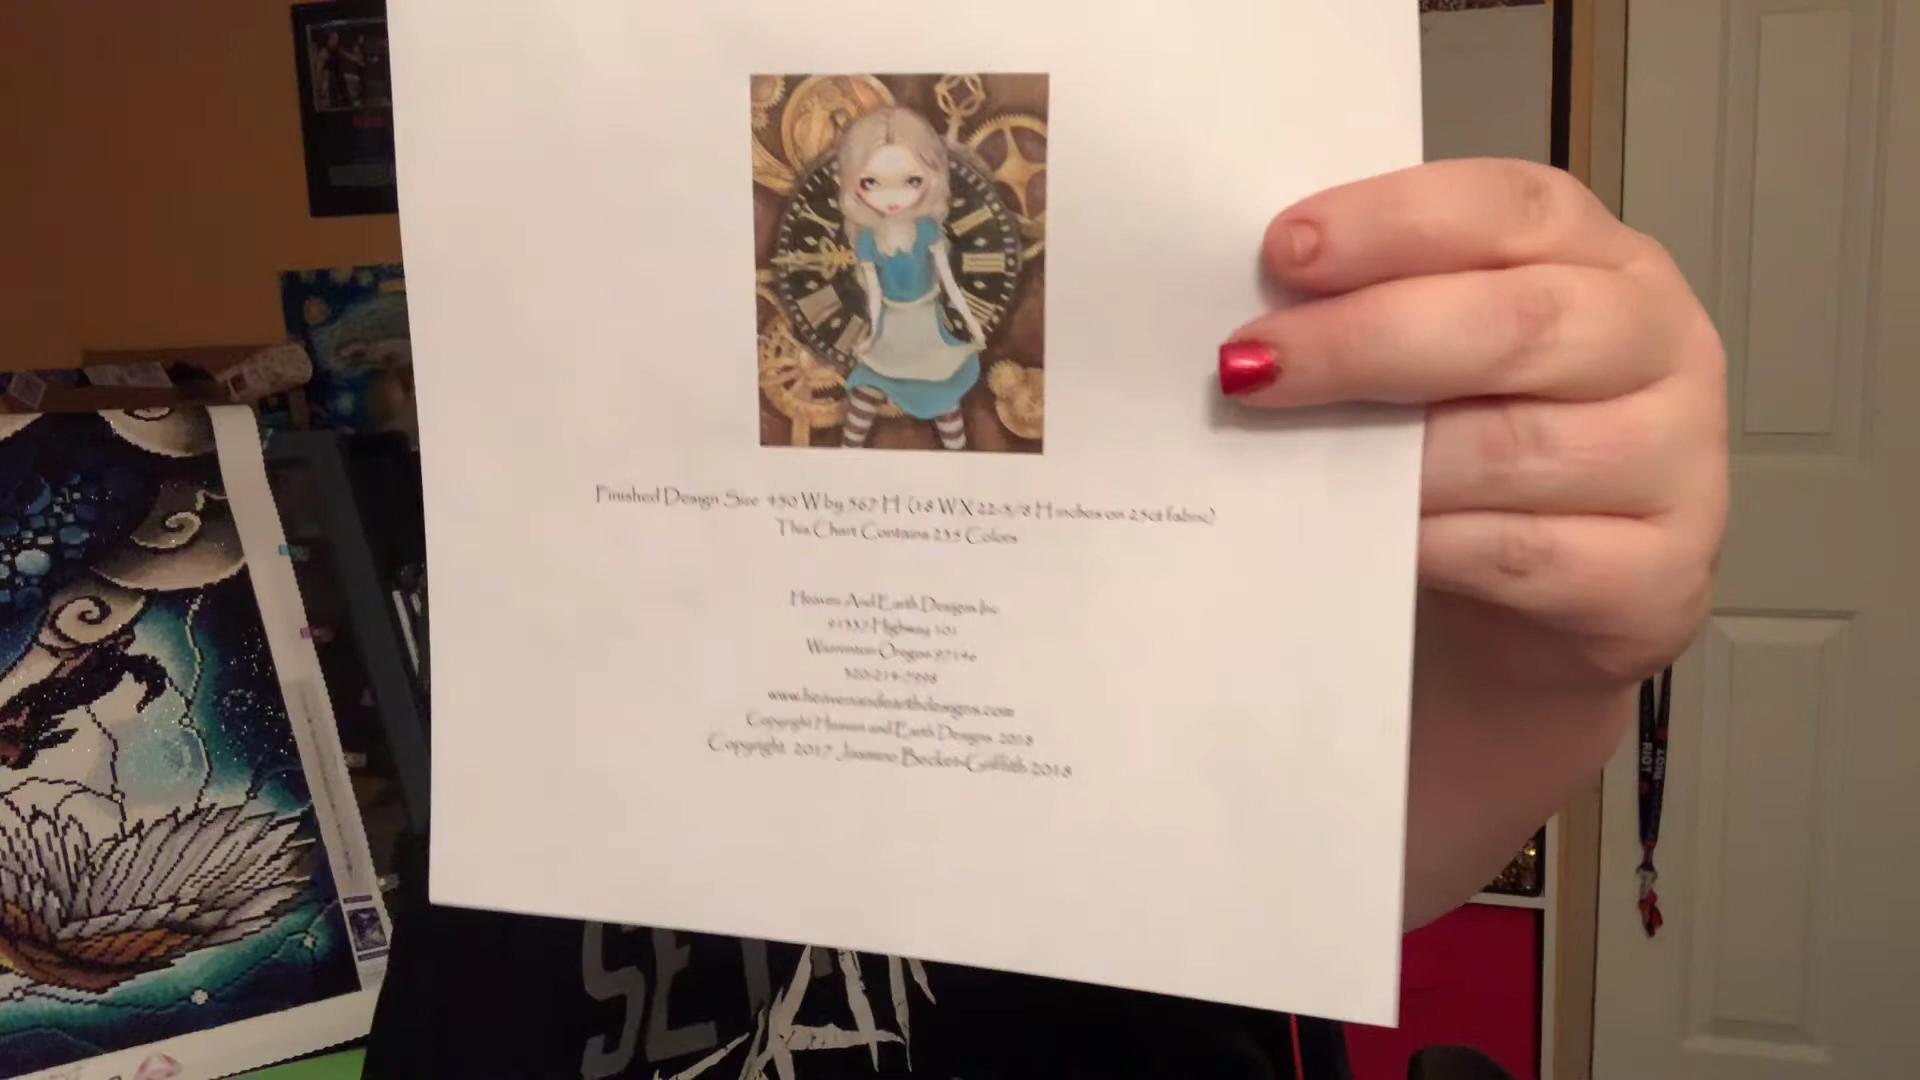 Finished Design Size 450 W by 567 H (18 W X 22-5/8 H inches on 25ct fabric)
This Chart Contains 235 Colors
Heaven And Earth Designs Inc
Highway 101
Warrenton Oregon 97146
www.heavenandearthdesigns.com
Copyright Heaven and Earth Designs 2018
Copyright 2017 Jasmine Becket-Griffith 2018
RIOT